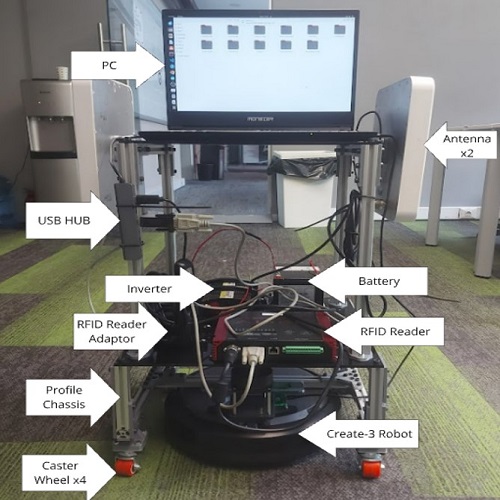 PC
MONSTER
Antenna
x2
USB HUB
Inverter
Battery
RFID Reader
Adaptor
RFID Reader
Profile
Chassis
Create-3 Robot
Caster
Wheel x4